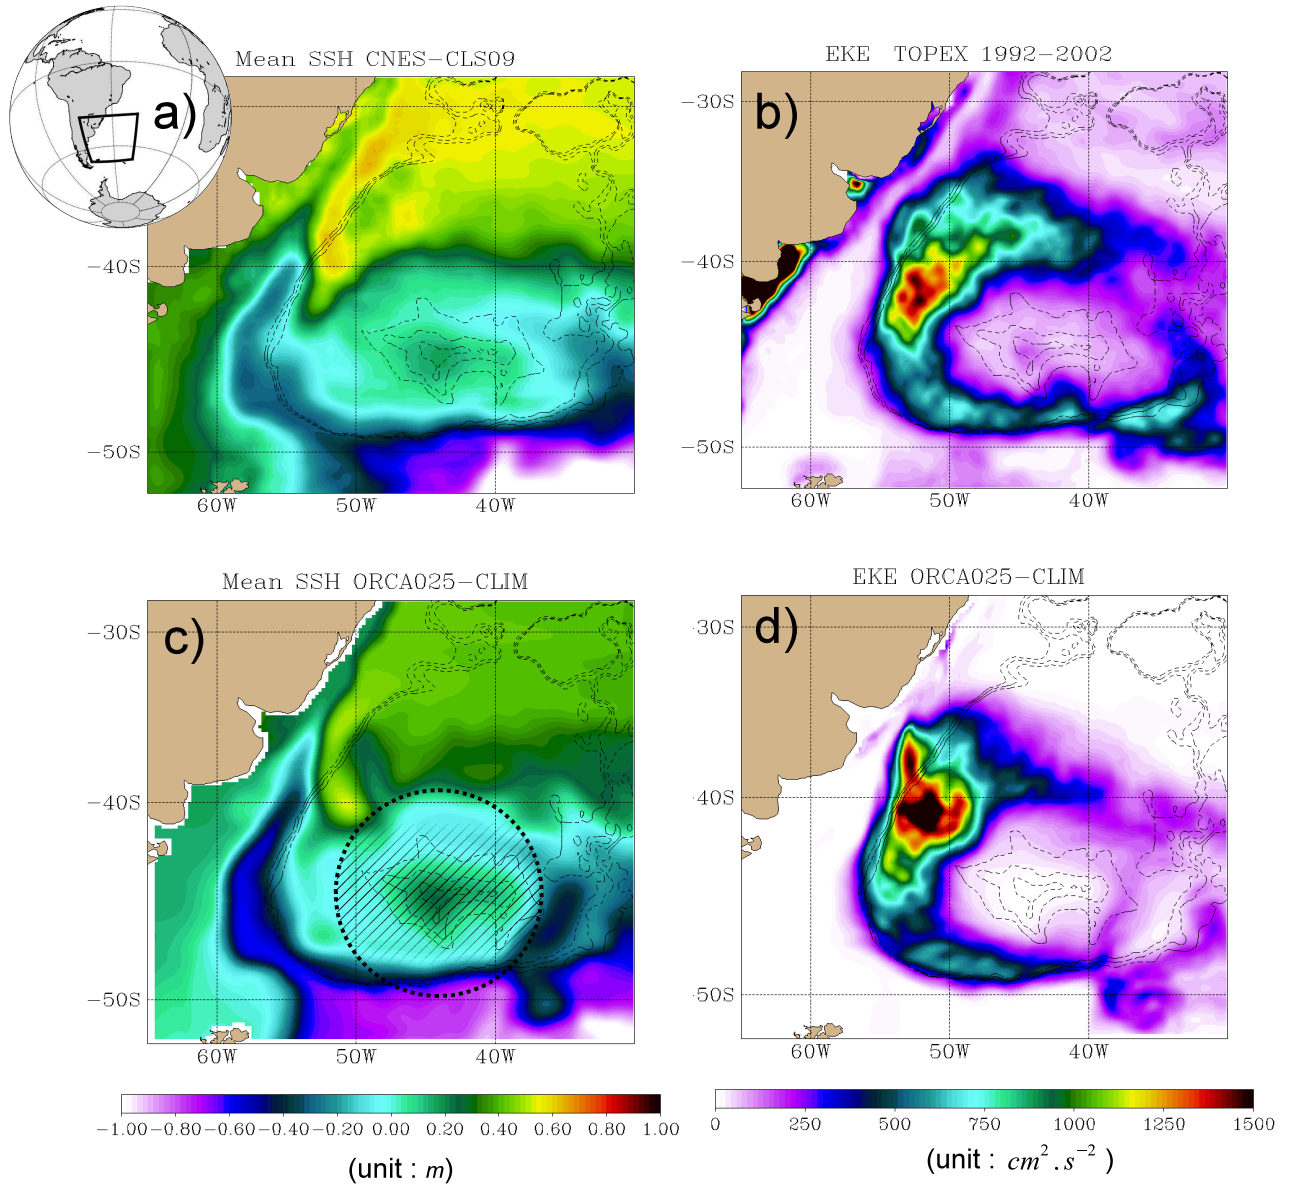 Mean SSH CNES-CLS09
a)
-40S
-50S
60W 50W 40W
EKE TOPEX 1992-2002
b)
-30S
-40S
-50S
60W 50W 40W
Mean SSH ORCA025-CLIM
c)
-30S
-40S
-50S
60W 50W 40W
EKE ORCA025-CLIM
d)
-30S
-40S
-50S
60W 50W 40W
-1.00 -0.80 -0.60 -0.40 -0.20 0.00 0.20 0.40 0.60 0.80 1.00
(unit : m)
0 250 500 750 1000 1250 1500
(unit : cm².s⁻² )